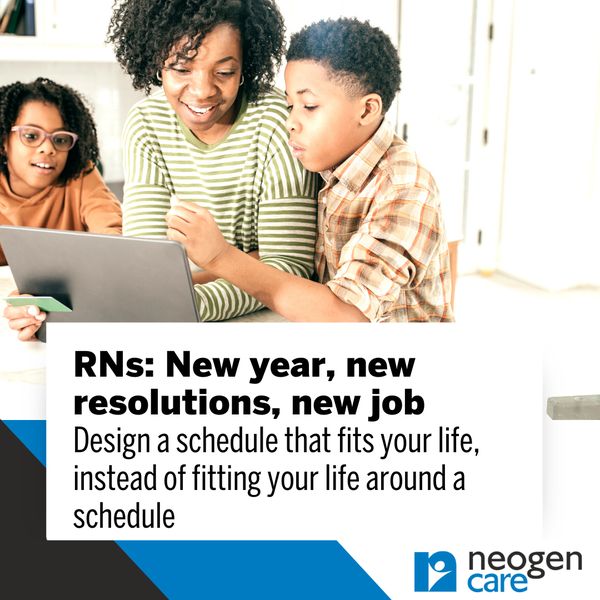 RNs: New year, new
resolutions, new job
Design a schedule that fits your life,
instead of fitting your life around a
schedule
neogen
care